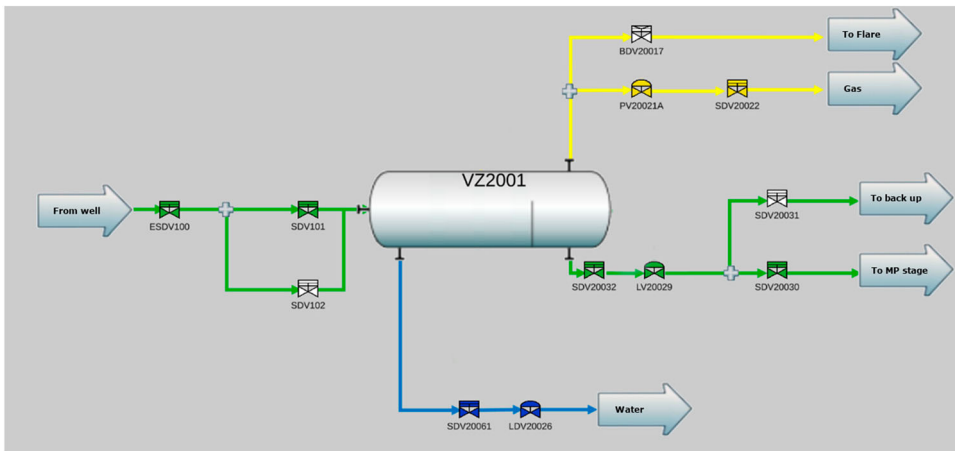 To Flare
BDV20017
Gas
PV20021A
SDV20022
VZ2001
From well
ESDV100
SDV101
SDV102
To back up
SDV20031
To MP stage
SDV20032
LV20029
SDV20030
Water
SDV20061
LDV20026